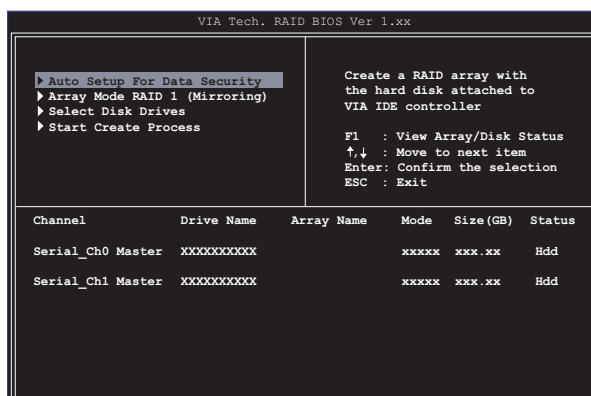 VIA Tech. RAID BIOS Ver 1.xx
Auto Setup For Data Security
Array Mode RAID 1 (Mirroring)
Select Disk Drives
Start Create Process
Create a RAID array with
the hard disk attached to
VIA IDE controller
F1 : View Array/Disk Status
↑,↓ : Move to next item
Enter: Confirm the selection
ESC : Exit
Channel Drive Name Array Name Mode Size(GB) Status
Serial_Ch0 Master XXXXXXXXXX xxxxx xxx.xx Hdd
Serial_Ch1 Master XXXXXXXXXX xxxxx xxx.xx Hdd